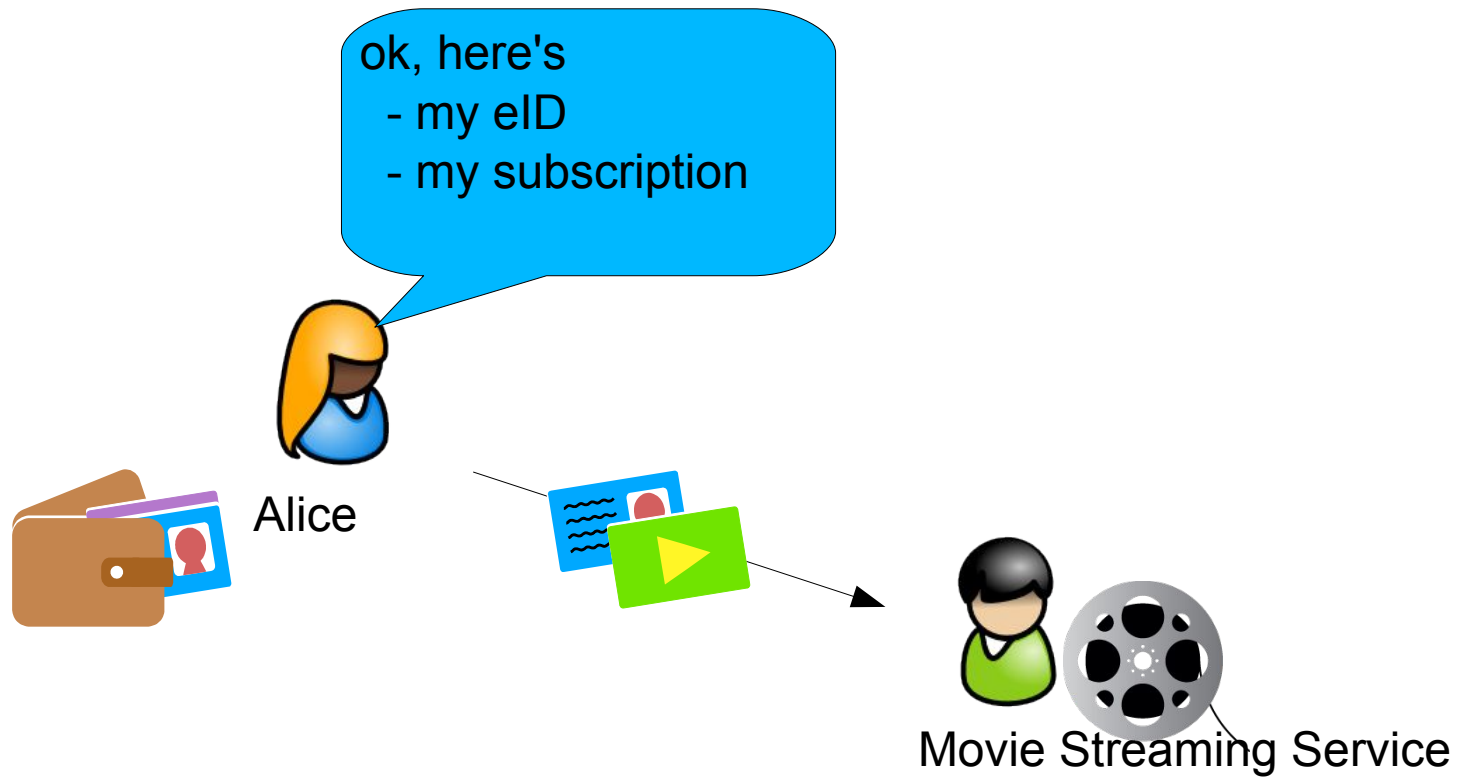 ok, here's
- my eID
- my subscription
Alice
Movie Streaming Service